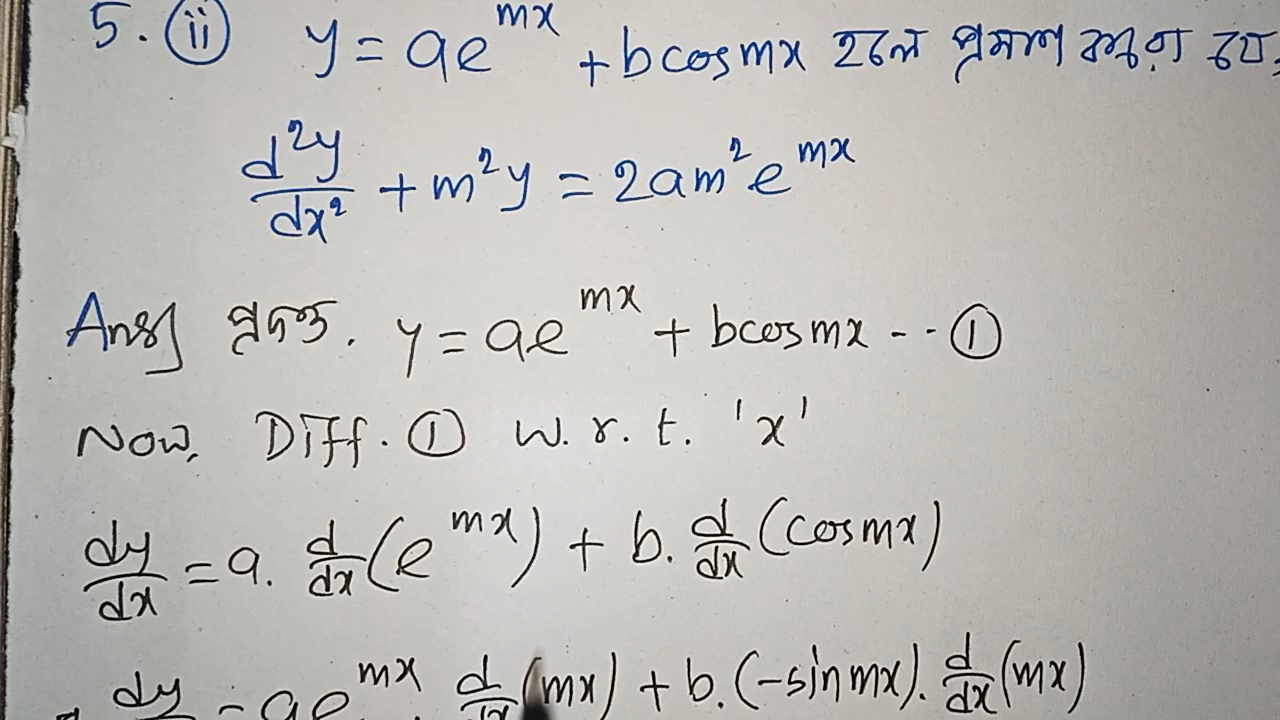 5. (ii) y = ae^{mx} + b cos mx হলে প্রমাণ করো যে,
d²y/dx² + m²y = 2am²e^{mx}
Ans] প্রদত্ত, y = ae^{mx} + b cos mx -- ①
Now, Diff. ① w.r.t. 'x'
dy/dx = a. d/dx (e^{mx}) + b. d/dx (cos mx)
dy = ae^{mx}. d/dx (mx) + b. (-sin mx). d/dx (mx)